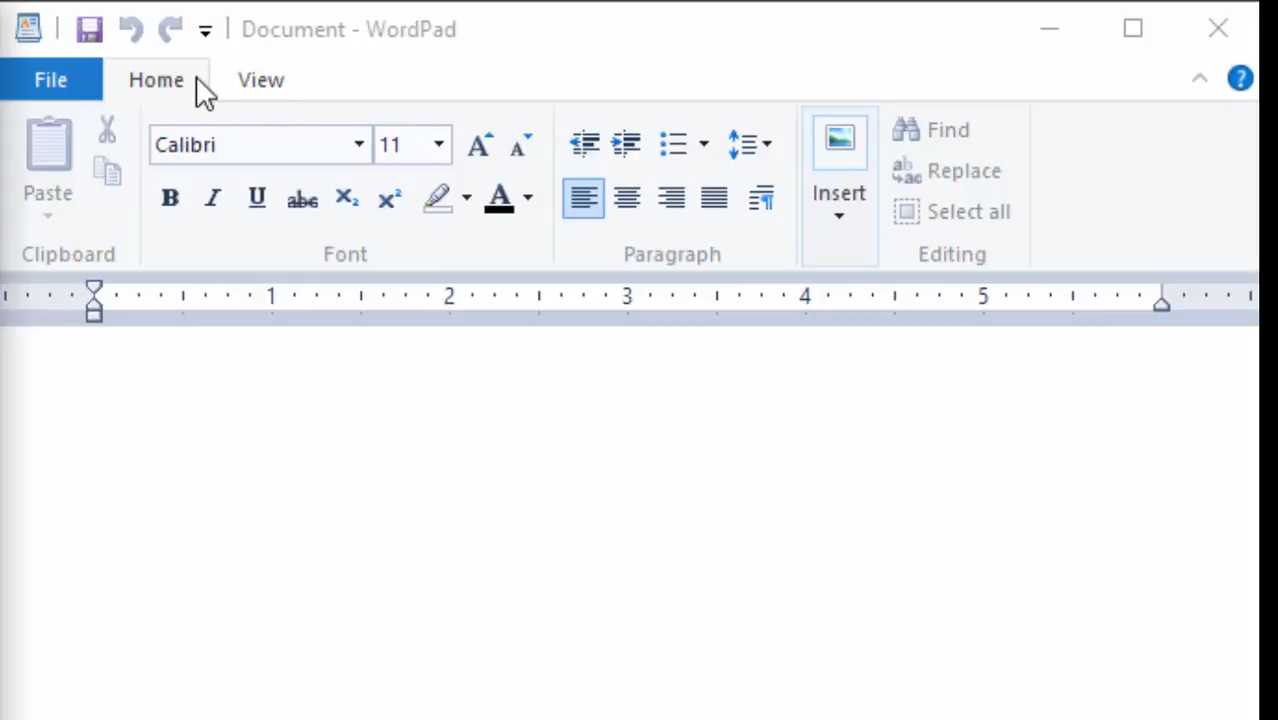 Document - WordPad
File Home View
Calibri 11
Paste
Insert
Find
Replace
Select all
Clipboard Font Paragraph Editing
1 2 3 4 5